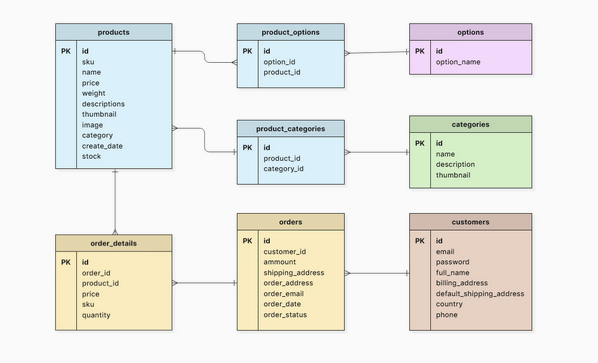 products
PK id
sku
name
price
weight
descriptions
thumbnail
image
category
create_date
stock
product_options
PK id
option_id
product_id
options
PK id
option_name
product_categories
PK id
product_id
category_id
categories
PK id
name
description
thumbnail
order_details
PK id
order_id
product_id
price
sku
quantity
orders
PK id
customer_id
ammount
shipping_address
order_address
order_email
order_date
order_status
customers
PK id
email
password
full_name
billing_address
default_shipping_address
country
phone